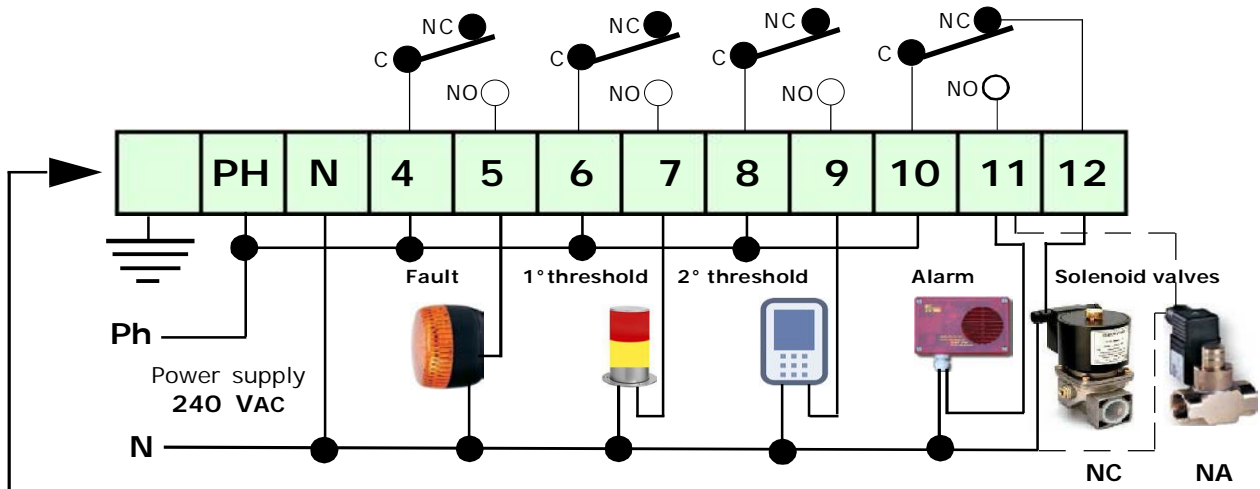 NC NC NC NC
C C C C
NO NO NO NO
PH N 4 5 6 7 8 9 10 11 12
Fault 1°threshold 2° threshold Alarm Solenoid valves
Ph
Power supply
240 VAC
N
NC NA